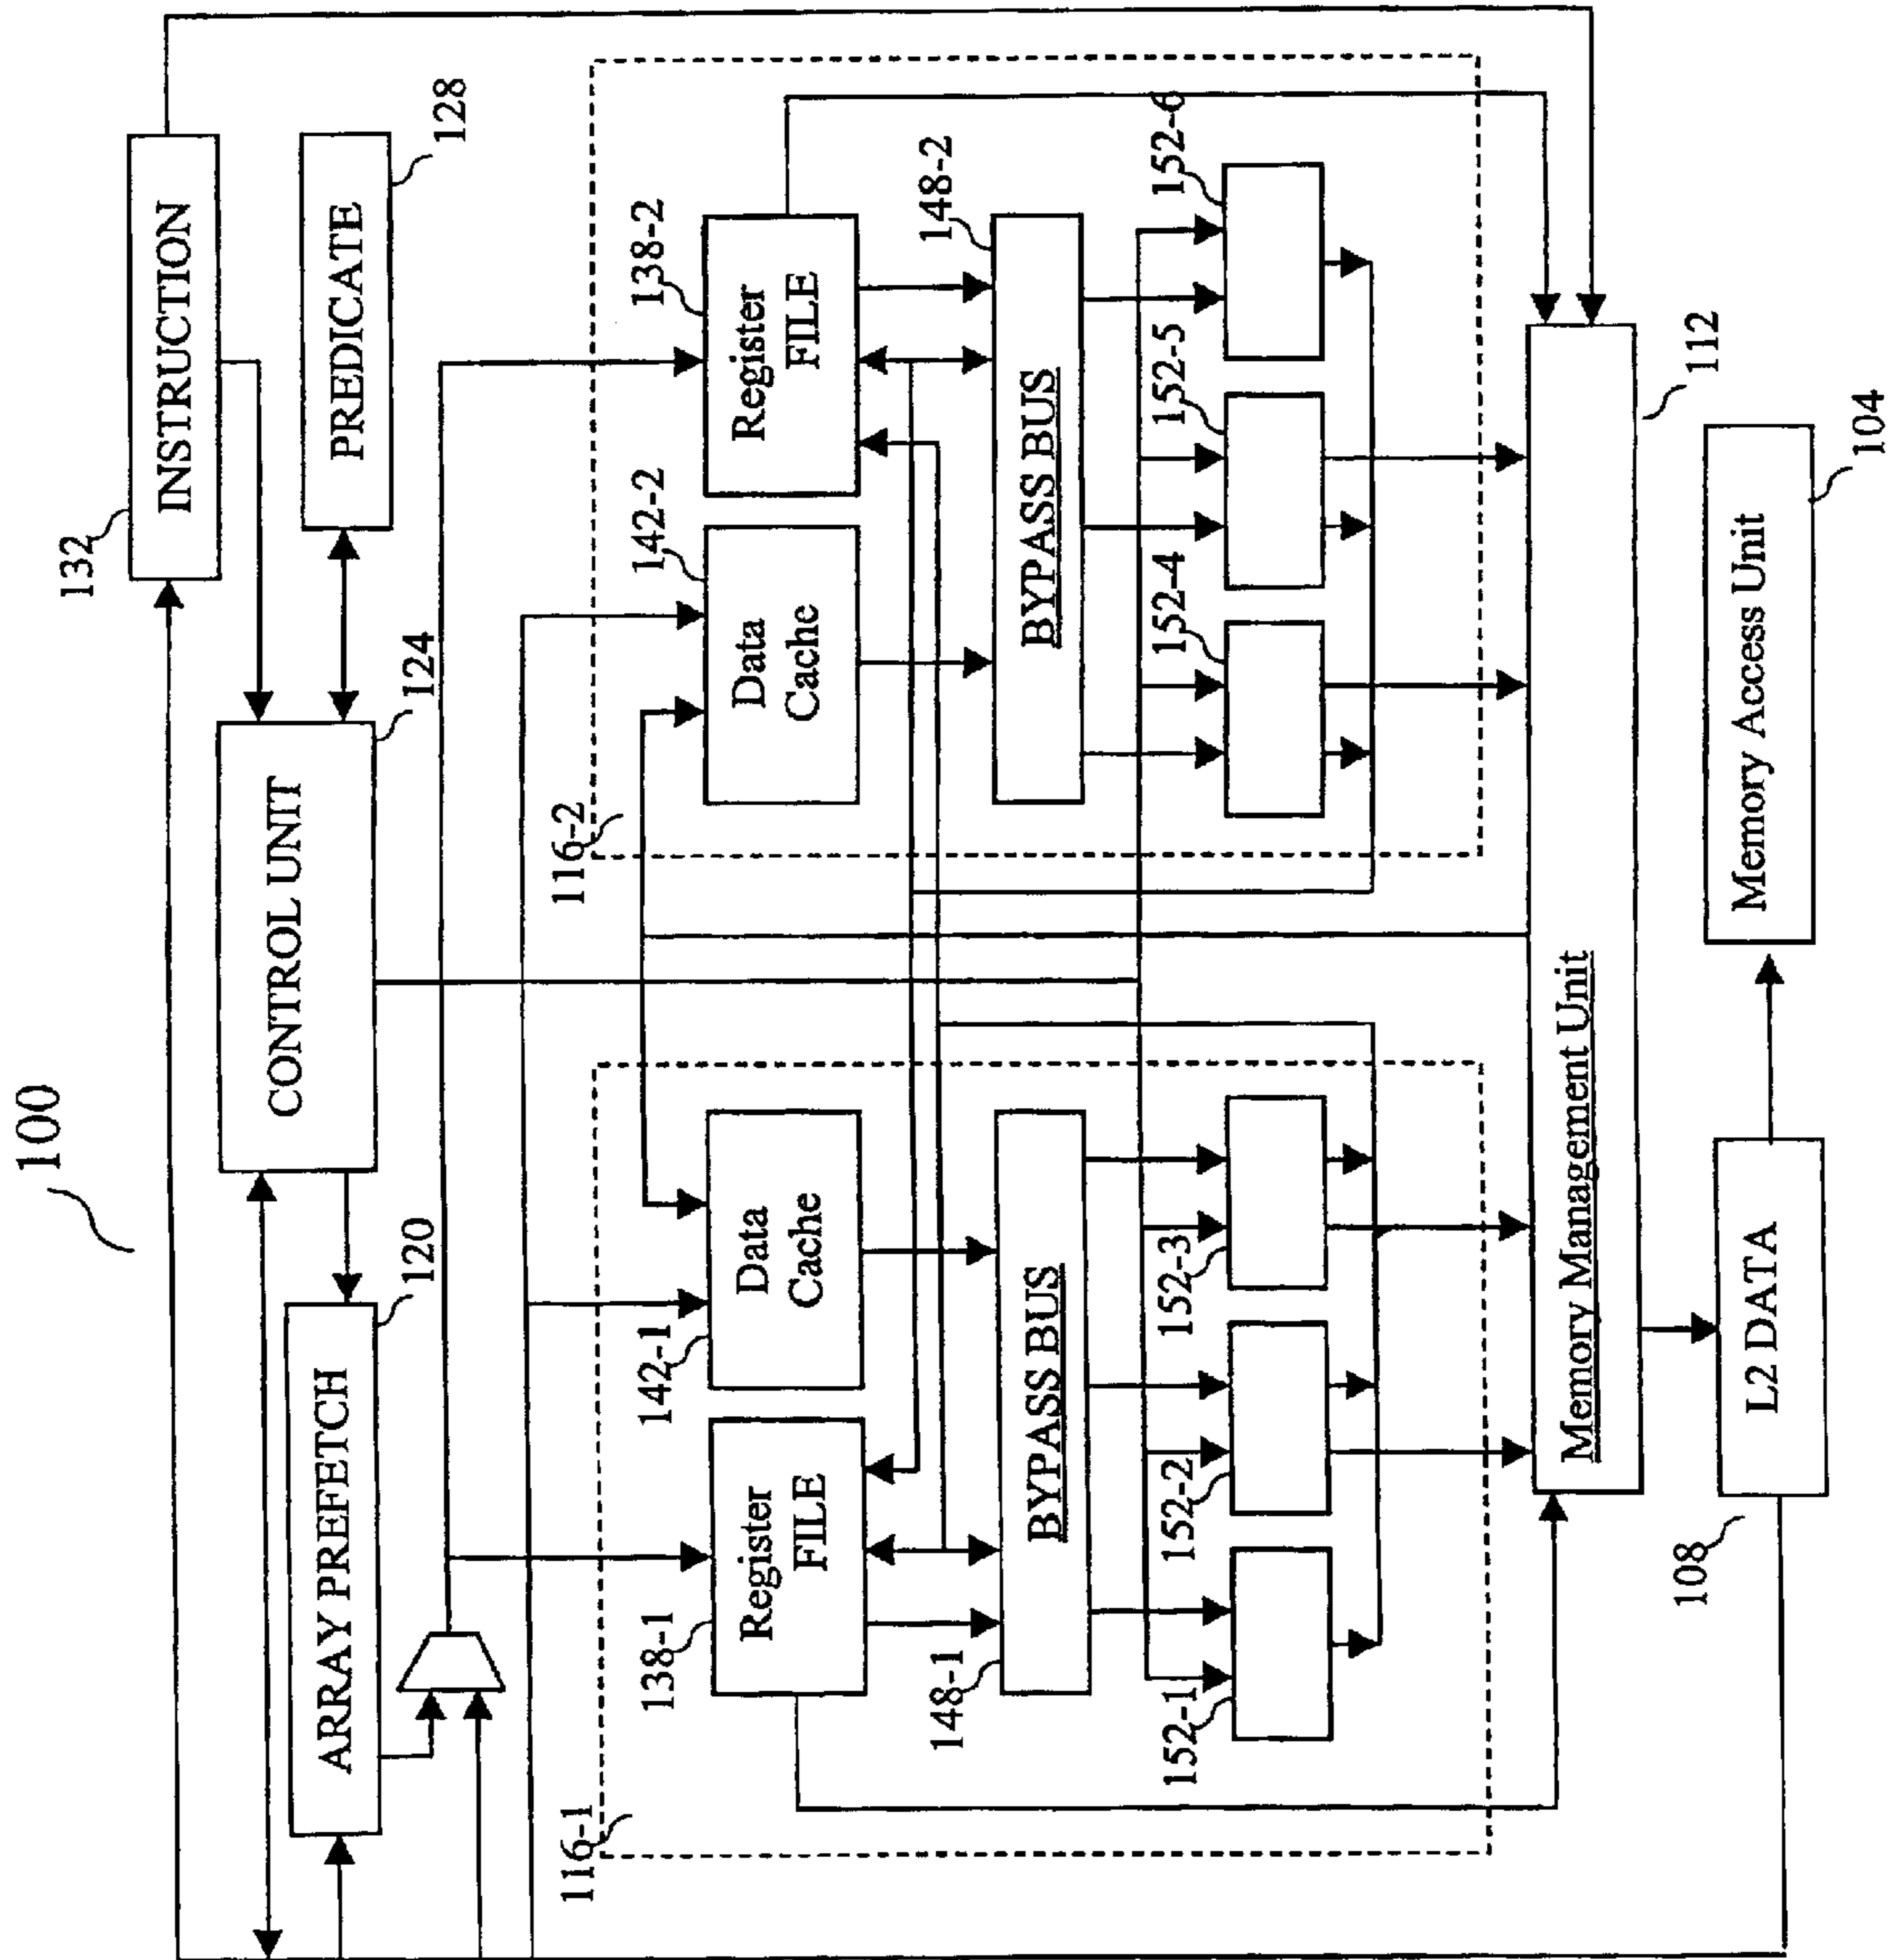 100
132
INSTRUCTION
CONTROL UNIT
124
PREDICATE
128
ARRAY PREFETCH
120
116-1
116-2
138-1
Register
FILE
142-1
Data
Cache
142-2
Data
Cache
138-2
Register
FILE
148-1
BYPASS BUS
148-2
BYPASS BUS
152-1
152-2
152-3
152-4
152-5
152-6
Memory Management Unit
112
108
L2 DATA
Memory Access Unit
104